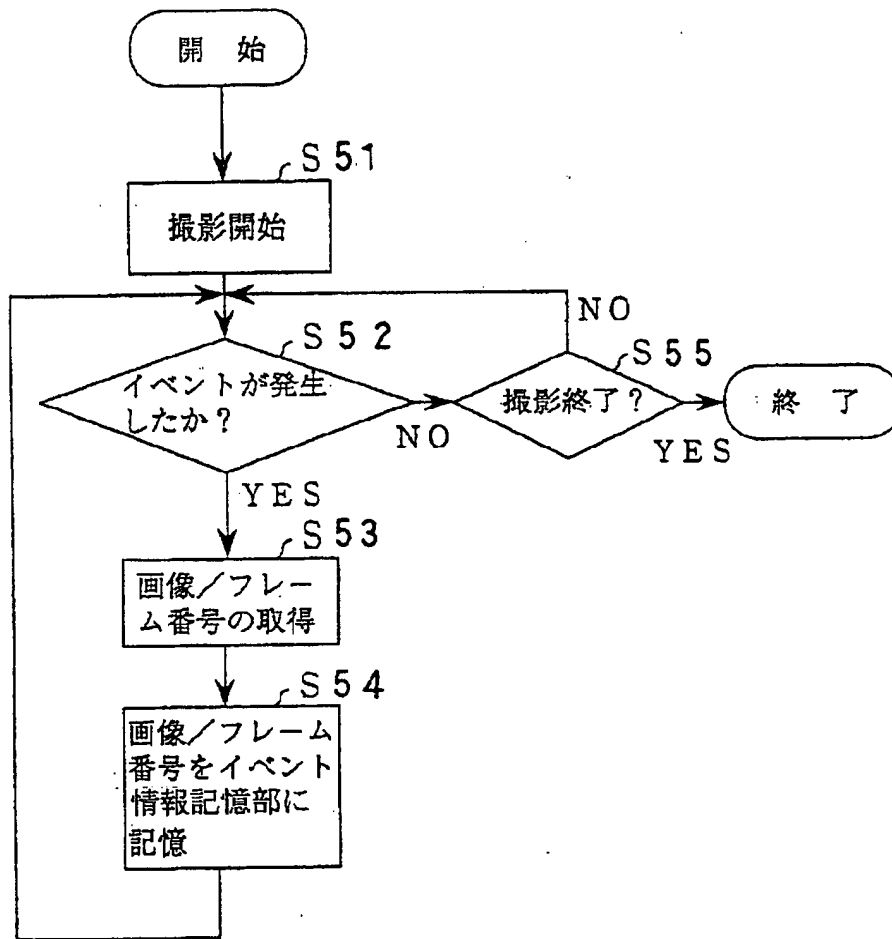 開 始
S51
撮影開始
S52
イベントが発生
したか?
NO
YES
S55
撮影終了?
NO
YES
終 了
S53
画像/フレー
ム番号の取得
S54
画像/フレーム
番号をイベント
情報記憶部に
記憶